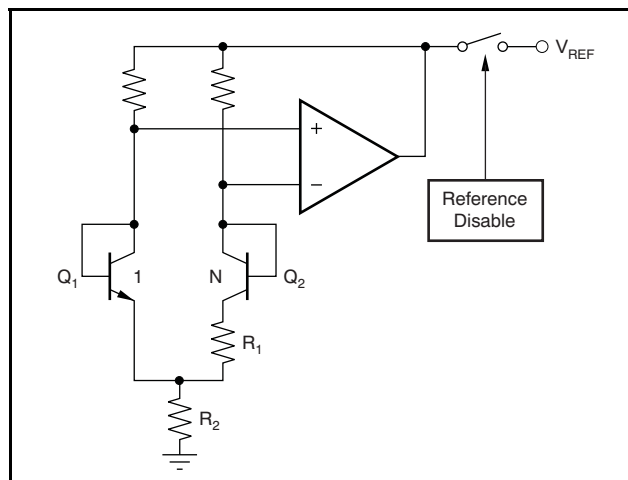 V_REF
+
−
Reference
Disable
Q_1
1
N
Q_2
R_1
R_2